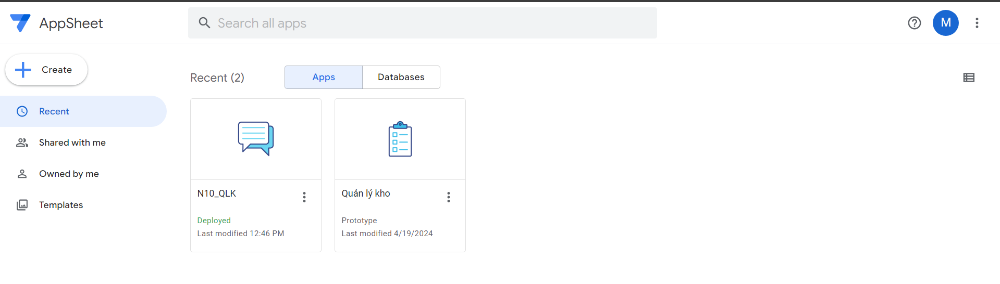 AppSheet
Search all apps
M
Create
Recent
Shared with me
Owned by me
Templates
Recent (2)
Apps
Databases
N10_QLK
Deployed
Last modified 12:46 PM
Quản lý kho
Prototype
Last modified 4/19/2024